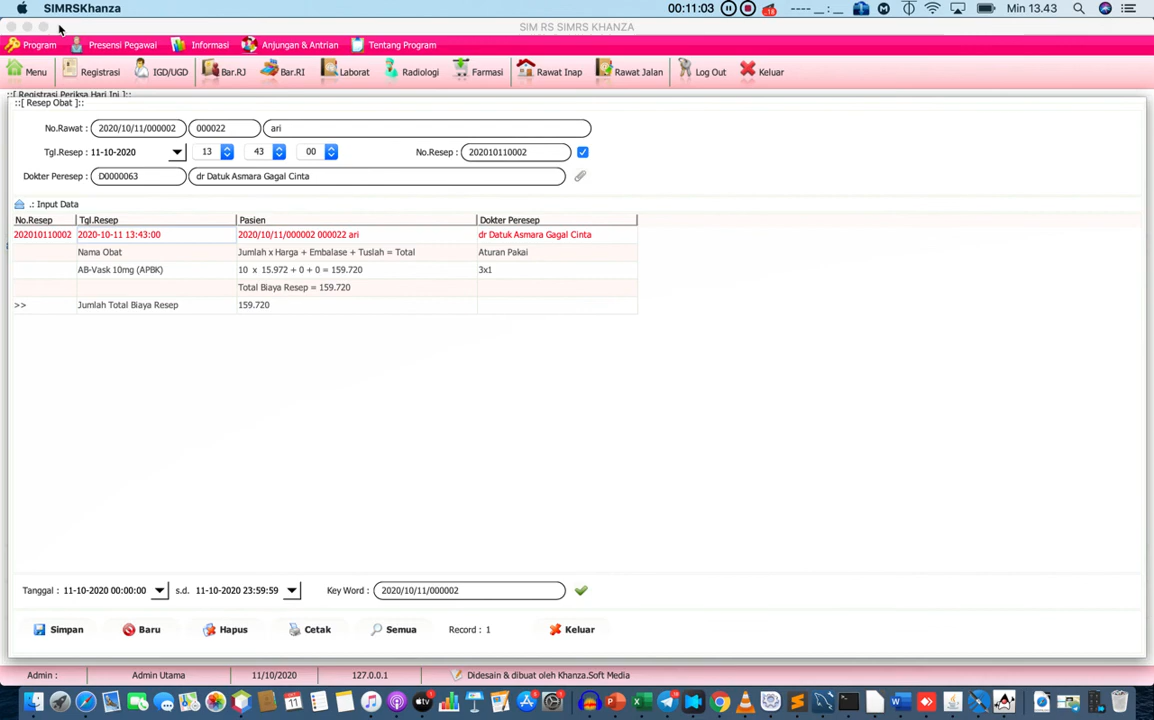 SIMRSKhanza 00:11:03 18 ---- __ : __ Min 13.43
SIM RS SIMRS KHANZA
Program Presensi Pegawai Informasi Anjungan & Antrian Tentang Program
Menu Registrasi IGD/UGD Bar.RJ Bar.RI Laborat Radiologi Farmasi Rawat Inap Rawat Jalan Log Out Keluar
::[ Registrasi Periksa Hari Ini ]::
::[ Resep Obat ]::
No.Rawat : 2020/10/11/000002 000022 ari
Tgl.Resep : 11-10-2020 13 43 00 No.Resep : 202010110002
Dokter Peresep : D0000063 dr Datuk Asmara Gagal Cinta
.: Input Data
No.Resep Tgl.Resep Pasien Dokter Peresep
202010110002 2020-10-11 13:43:00 2020/10/11/000002 000022 ari dr Datuk Asmara Gagal Cinta
Nama Obat Jumlah x Harga + Embalase + Tuslah = Total Aturan Pakai
AB-Vask 10mg (APBK) 10 x 15.972 + 0 + 0 = 159.720 3x1
Total Biaya Resep = 159.720
>> Jumlah Total Biaya Resep 159.720
Tanggal : 11-10-2020 00:00:00 s.d. 11-10-2020 23:59:59 Key Word : 2020/10/11/000002
Simpan Baru Hapus Cetak Semua Record : 1 Keluar
Admin : Admin Utama 11/10/2020 127.0.0.1 Didesain & dibuat oleh Khanza.Soft Media